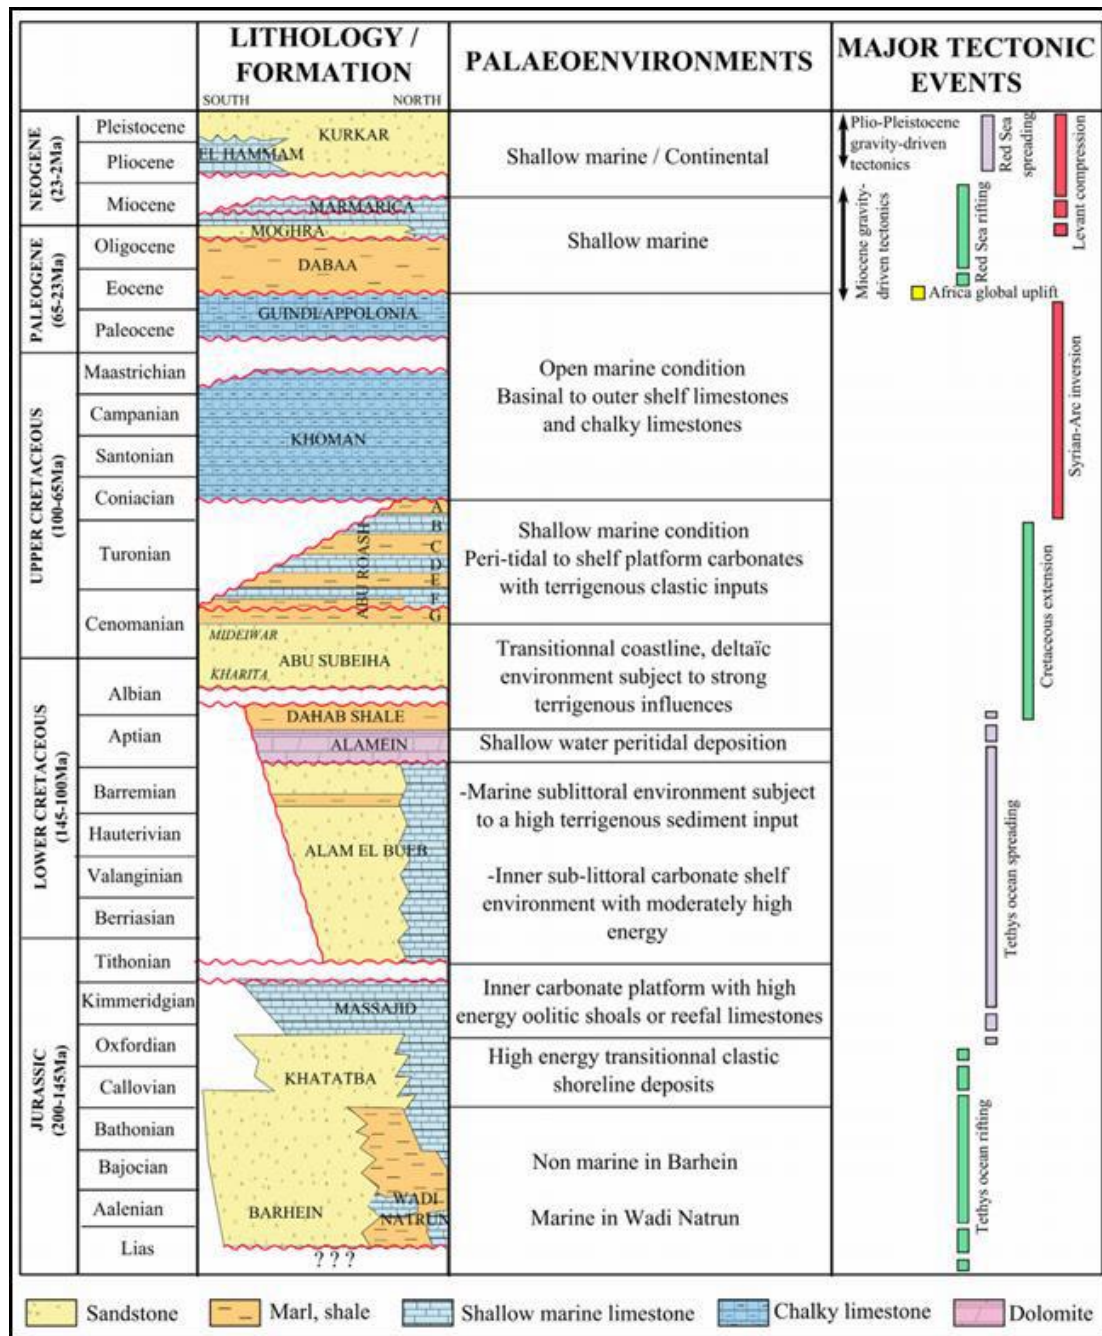 LITHOLOGY /
FORMATION
SOUTH
NORTH
PALAEOENVIRONMENTS
MAJOR TECTONIC
EVENTS
NEOGENE
(23-2Ma)
Pleistocene
Pliocene
Miocene
PALEOGENE
(65-23Ma)
Oligocene
Eocene
Paleocene
UPPER CRETACEOUS
(100-65Ma)
Maastrichian
Campanian
Santonian
Coniacian
Turonian
Cenomanian
LOWER CRETACEOUS
(145-100Ma)
Albian
Aptian
Barremian
Hauterivian
Valanginian
Berriasian
JURASSIC
(200-145Ma)
Tithonian
Kimmeridgian
Oxfordian
Callovian
Bathonian
Bajocian
Aalenian
Lias
KURKAR
EL HAMMAM
MARMARICA
MOGHRA
DABAA
GUINDI/APPOLONIA
KHOMAN
ABU ROASH
A
B
C
D
E
F
G
MIDEIWAR
ABU SUBEIHA
KHARITA
DAHAB SHALE
ALAMEIN
ALAM EL BUEB
MASSAJID
KHATATBA
BARHEIN
WADI
NATRUN
? ? ?
Shallow marine / Continental
Shallow marine
Open marine condition
Basinal to outer shelf limestones
and chalky limestones
Shallow marine condition
Peri-tidal to shelf platform carbonates
with terrigenous clastic inputs
Transitionnal coastline, deltaïc
environment subject to strong
terrigenous influences
Shallow water peritidal deposition
-Marine sublittoral environment subject
to a high terrigenous sediment input
-Inner sub-littoral carbonate shelf
environment with moderately high
energy
Inner carbonate platform with high
energy oolitic shoals or reefal limestones
High energy transitionnal clastic
shoreline deposits
Non marine in Barhein
Marine in Wadi Natrun
Plio-Pleistocene
gravity-driven
tectonics
Red Sea
spreading
Levant compression
Miocene gravity-
driven tectonics
Red Sea rifting
Africa global uplift
Syrian-Arc inversion
Cretaceous extension
Tethys ocean spreading
Tethys ocean rifting
Sandstone
Marl, shale
Shallow marine limestone
Chalky limestone
Dolomite